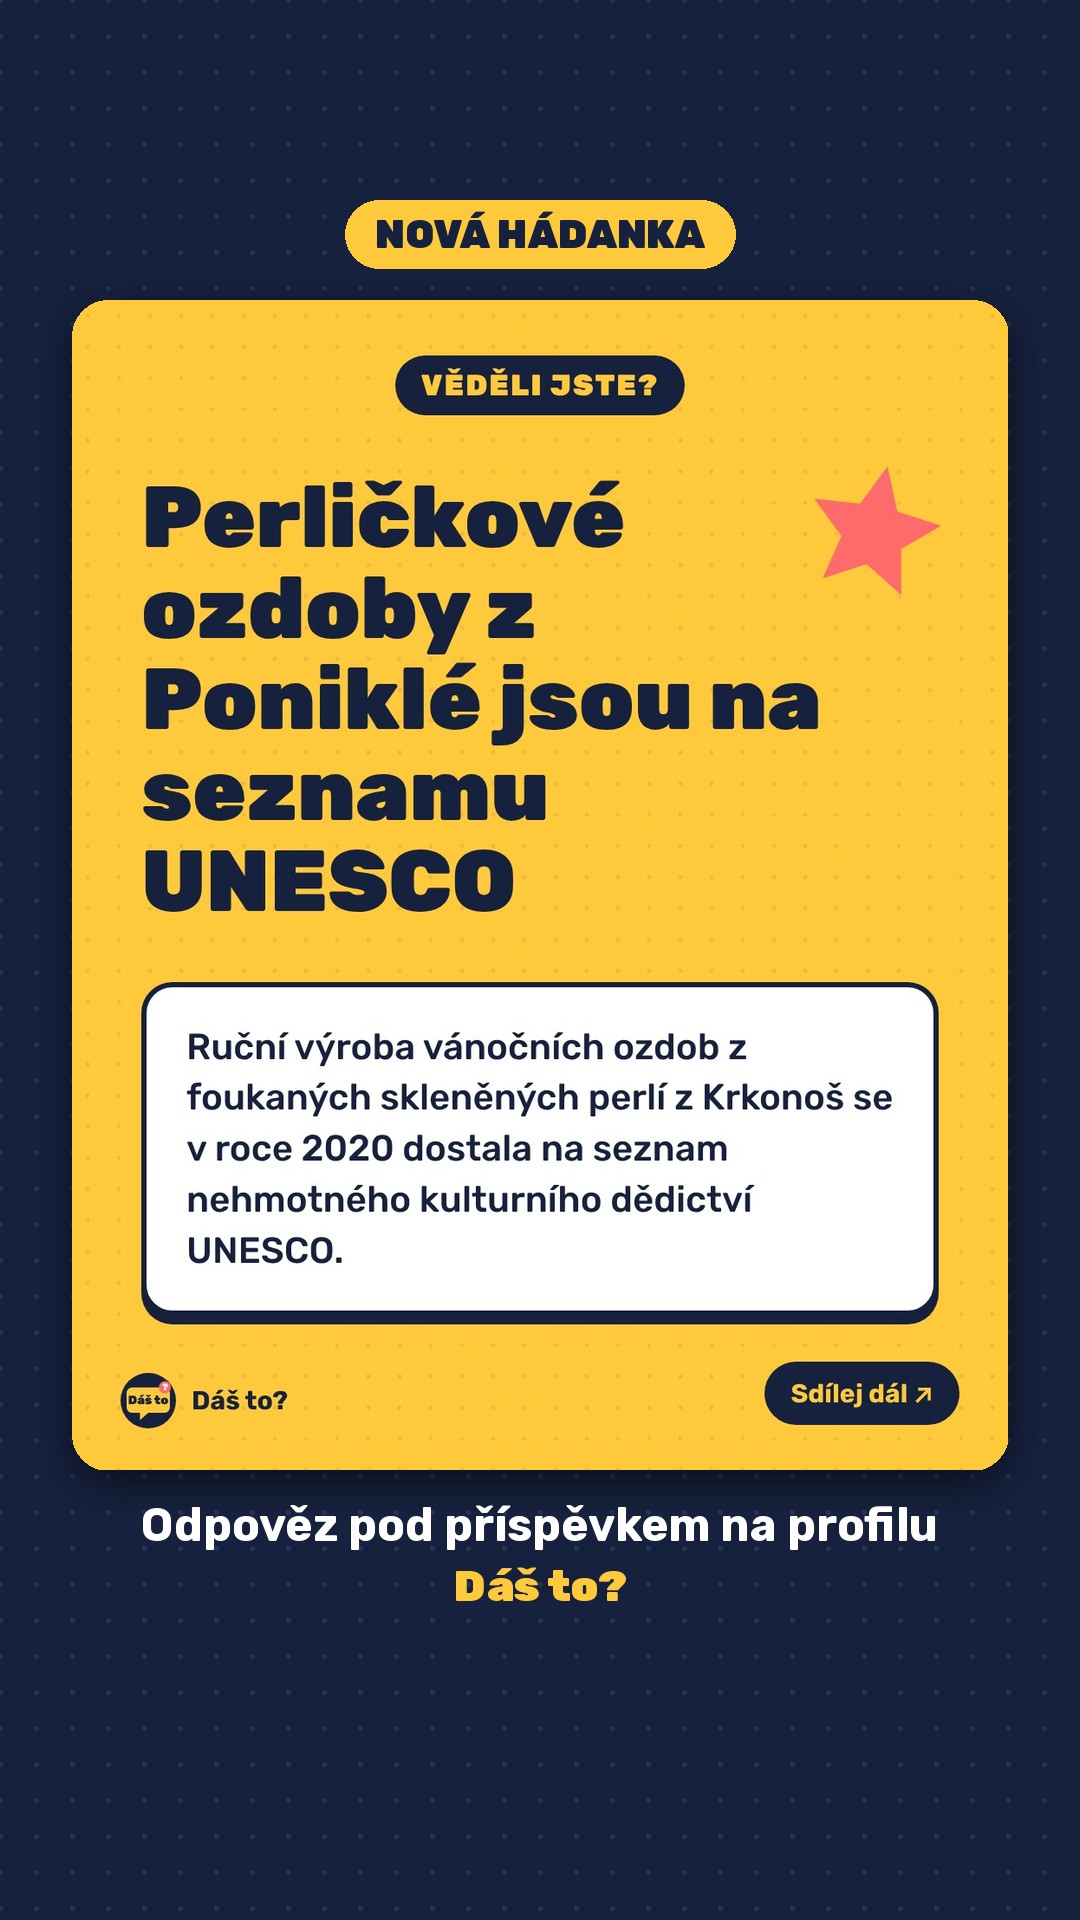 NOVÁ HÁDANKA
VĚDĚLI JSTE?
Perličkové
ozdoby z
Poniklé jsou na
seznamu
UNESCO
Ruční výroba vánočních ozdob z
foukaných skleněných perlí z Krkonoš se
v roce 2020 dostala na seznam
nehmotného kulturního dědictví
UNESCO.
Dáš to
?
Dáš to?
Sdílej dál ↗
Odpověz pod příspěvkem na profilu
Dáš to?